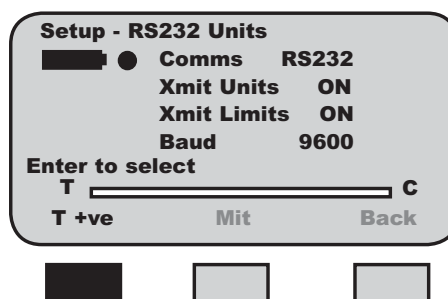 Setup - RS232 Units
Comms RS232
Xmit Units ON
Xmit Limits ON
Baud 9600
Enter to select
T C
T +ve Mit Back